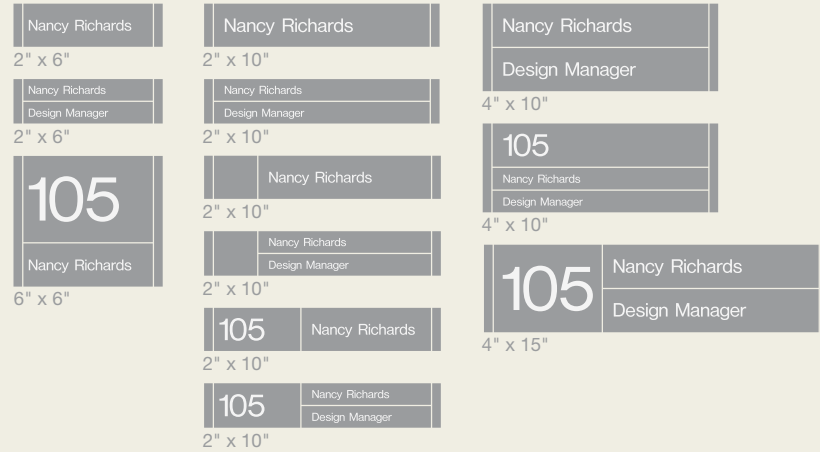 Nancy Richards
2" x 6"
Nancy Richards
Design Manager
2" x 6"
105
Nancy Richards
6" x 6"
Nancy Richards
2" x 10"
Nancy Richards
Design Manager
2" x 10"
Nancy Richards
2" x 10"
Nancy Richards
Design Manager
2" x 10"
105
Nancy Richards
2" x 10"
105
Nancy Richards
Design Manager
2" x 10"
Nancy Richards
Design Manager
4" x 10"
105
Nancy Richards
Design Manager
4" x 10"
105
Nancy Richards
Design Manager
4" x 15"